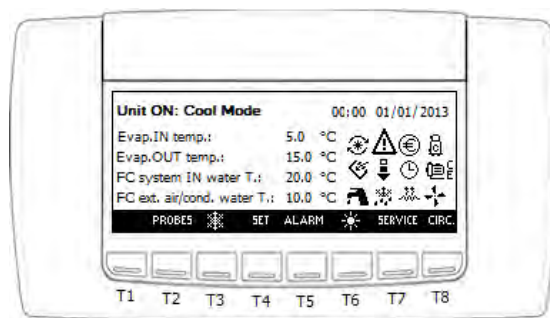 Unit ON: Cool Mode 00:00 01/01/2013
Evap.IN temp.: 5.0 °C
Evap.OUT temp.: 15.0 °C
FC system IN water T.: 20.0 °C
FC ext. air/cond. water T.: 10.0 °C
PROBES SET ALARM SERVICE CIRC.
T1 T2 T3 T4 T5 T6 T7 T8